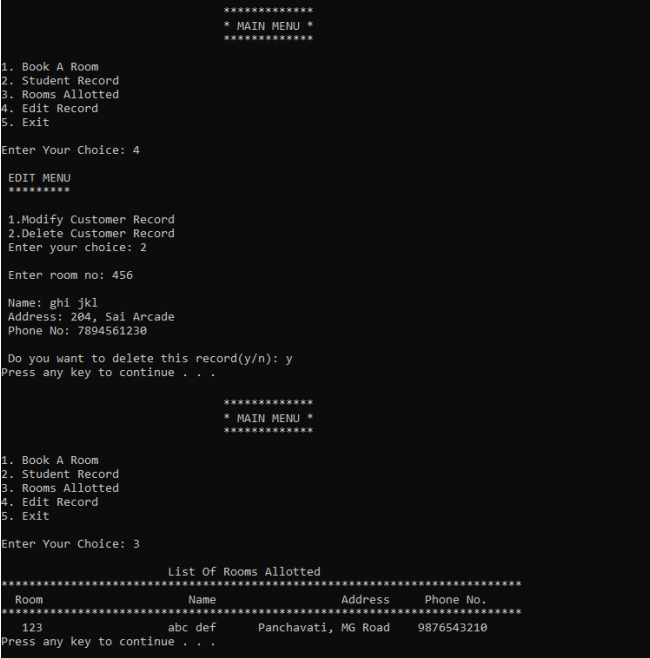 *************
* MAIN MENU *
*************
1. Book A Room
2. Student Record
3. Rooms Allotted
4. Edit Record
5. Exit
Enter Your Choice: 4
EDIT MENU
*********
1.Modify Customer Record
2.Delete Customer Record
Enter your choice: 2
Enter room no: 456
Name: ghi jkl
Address: 204, Sai Arcade
Phone No: 7894561230
Do you want to delete this record(y/n): y
Press any key to continue . . .
*************
* MAIN MENU *
*************
1. Book A Room
2. Student Record
3. Rooms Allotted
4. Edit Record
5. Exit
Enter Your Choice: 3
List Of Rooms Allotted
***************************************************************************
Room Name Address Phone No.
***************************************************************************
123 abc def Panchavati, MG Road 9876543210
Press any key to continue . . .